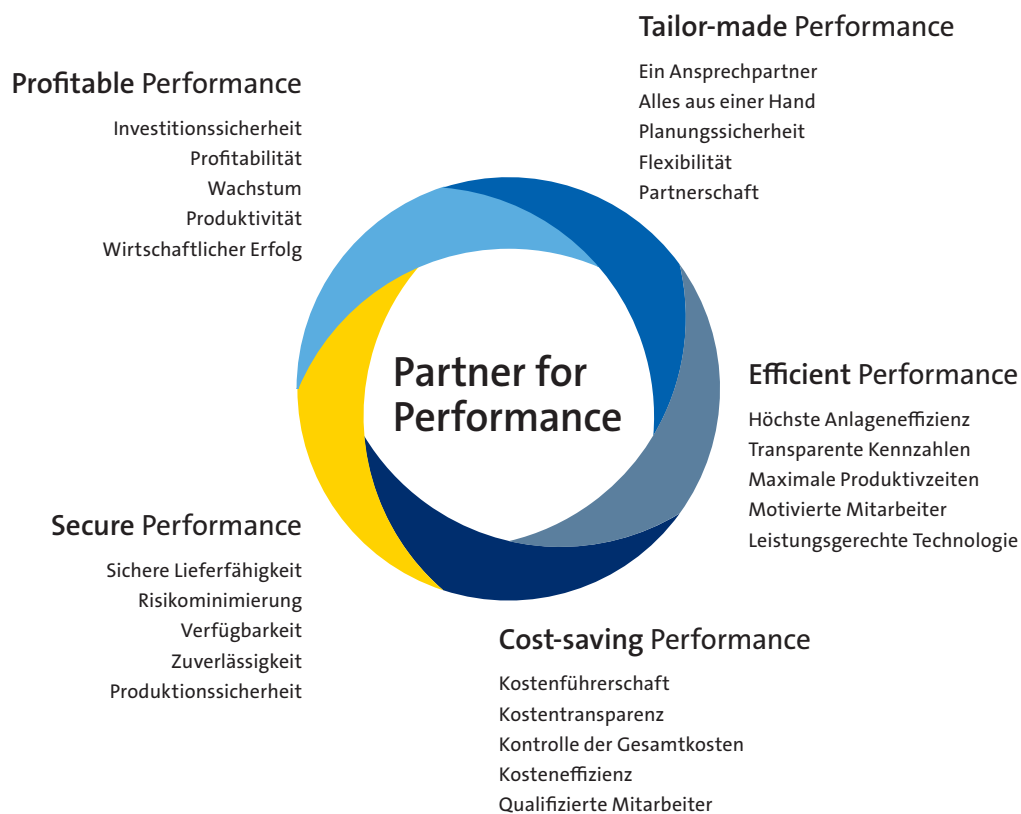 Tailor-made Performance
Ein Ansprechpartner
Alles aus einer Hand
Planungssicherheit
Flexibilität
Partnerschaft
Profitable Performance
Investitionssicherheit
Profitabilität
Wachstum
Produktivität
Wirtschaftlicher Erfolg
Partner for
Performance
Efficient Performance
Höchste Anlageneffizienz
Transparente Kennzahlen
Maximale Produktivzeiten
Motivierte Mitarbeiter
Leistungsgerechte Technologie
Secure Performance
Sichere Lieferfähigkeit
Risikominimierung
Verfügbarkeit
Zuverlässigkeit
Produktionssicherheit
Cost-saving Performance
Kostenführerschaft
Kostentransparenz
Kontrolle der Gesamtkosten
Kosteneffizienz
Qualifizierte Mitarbeiter